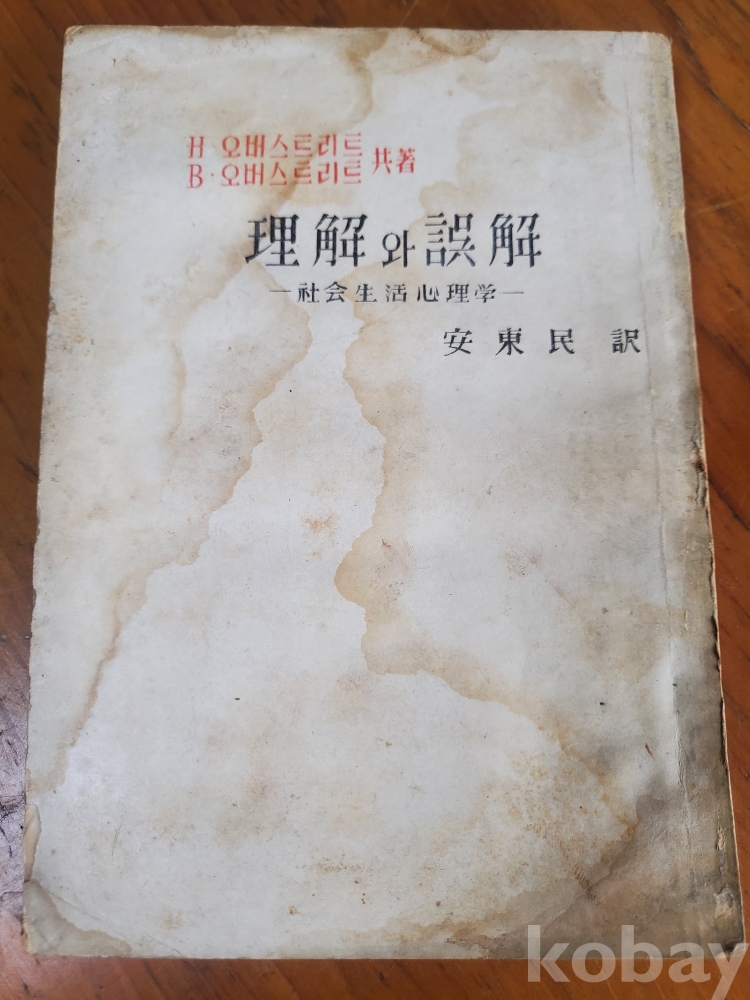 H·오버스트리트
B·오버스트리트 共著
理解와誤解
—社会生活心理学—
安東民 訳
kobay